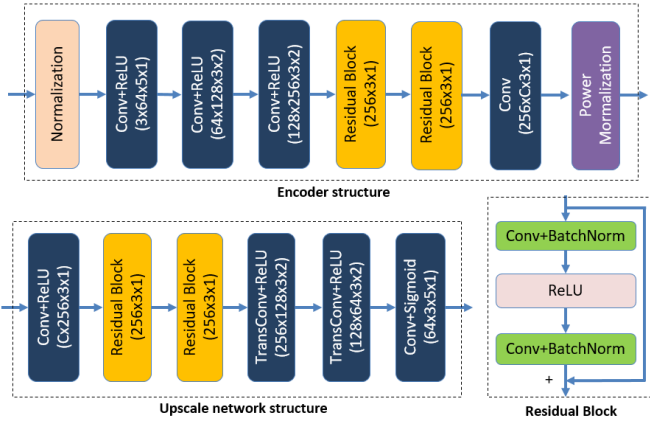 Normalization
Conv+ReLU
(3x64x5x1)
Conv+ReLU
(64x128x3x2)
Conv+ReLU
(128x256x3x2)
Residual Block
(256x3x1)
Residual Block
(256x3x1)
Conv
(256xCx3x1)
Power
Mormalization
Encoder structure
Conv+ReLU
(Cx256x3x1)
Residual Block
(256x3x1)
Residual Block
(256x3x1)
TransConv+ReLU
(256x128x3x2)
TransConv+ReLU
(128x64x3x2)
Conv+Sigmoid
(64x3x5x1)
Upscale network structure
Conv+BatchNorm
ReLU
Conv+BatchNorm
+
Residual Block